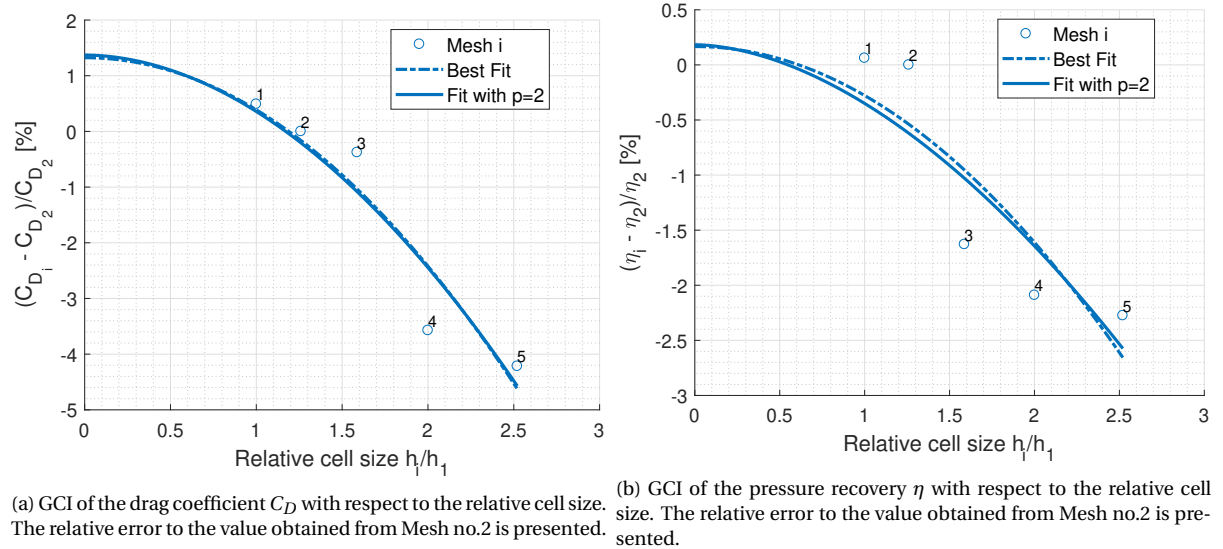 2
1
0
-1
-2
-3
-4
-5
0
0.5
1
1.5
2
2.5
3
(C_{D_i} - C_{D_2})/C_{D_2} [%]
Relative cell size h_i/h_1
Mesh i
Best Fit
Fit with p=2
1
2
3
4
5
(a) GCI of the drag coefficient C_D with respect to the relative cell size.
The relative error to the value obtained from Mesh no.2 is presented.
0.5
0
-0.5
-1
-1.5
-2
-2.5
-3
0
0.5
1
1.5
2
2.5
3
(η_i - η_2)/η_2 [%]
Relative cell size h_i/h_1
Mesh i
Best Fit
Fit with p=2
1
2
3
4
5
(b) GCI of the pressure recovery η with respect to the relative cell
size. The relative error to the value obtained from Mesh no.2 is pre-
sented.